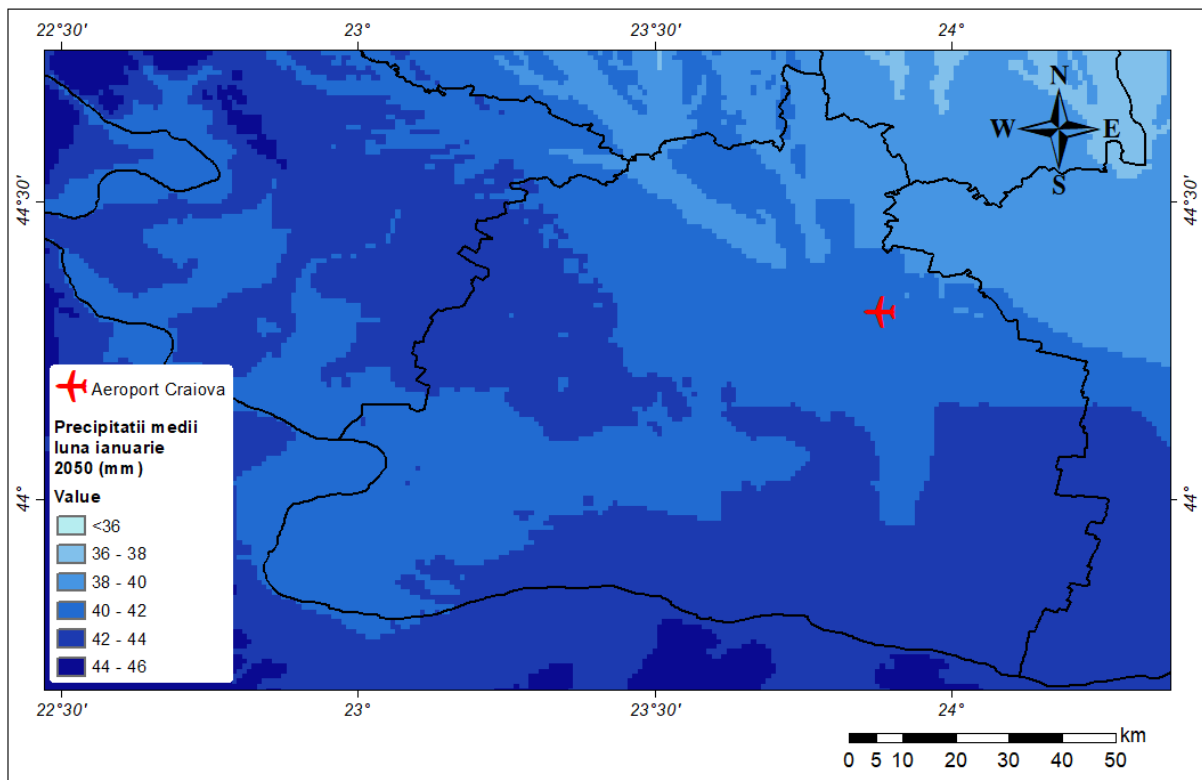 22°30' 23° 23°30' 24°
N
W E
S
44°30' 44°30'
Aeroport Craiova
Precipitatii medii
luna ianuarie
2050 (mm)
Value
<36
36 - 38
38 - 40
40 - 42
42 - 44
44 - 46
44° 44°
22°30' 23° 23°30' 24°
km
0 5 10 20 30 40 50